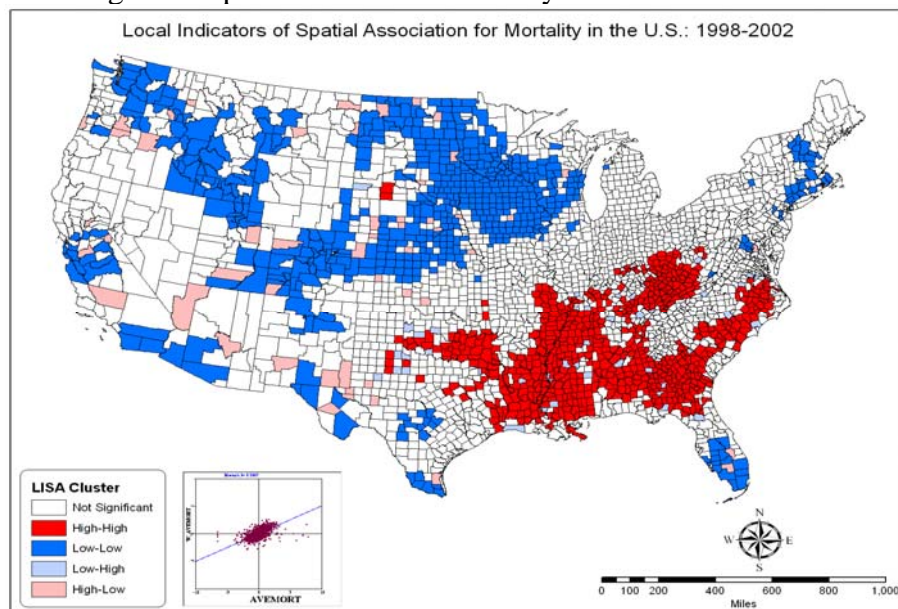 Local Indicators of Spatial Association for Mortality in the U.S.: 1998-2002
LISA Cluster
Not Significant
High-High
Low-Low
Low-High
High-Low
AVEMORT
N
W E
S
0 100 200 400 600 800 1,000
Miles